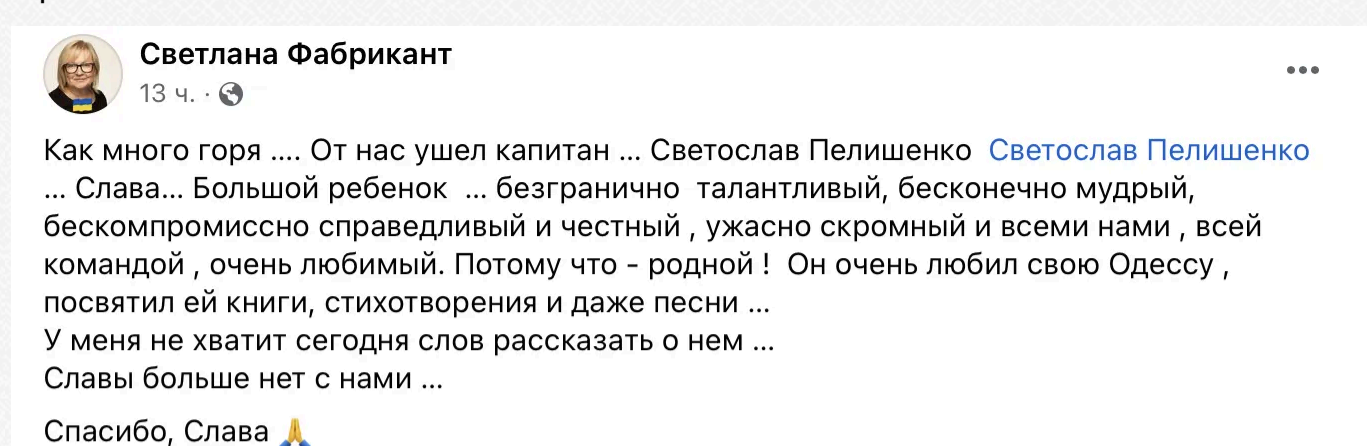 Светлана Фабрикант
13 ч. ·
Как много горя .... От нас ушел капитан ... Светослав Пелишенко Светослав Пелишенко
... Слава... Большой ребенок ... безгранично талантливый, бесконечно мудрый,
бескомпромиссно справедливый и честный , ужасно скромный и всеми нами , всей
командой , очень любимый. Потому что - родной ! Он очень любил свою Одессу ,
посвятил ей книги, стихотворения и даже песни ...
У меня не хватит сегодня слов рассказать о нем ...
Славы больше нет с нами ...
Спасибо, Слава 🙏